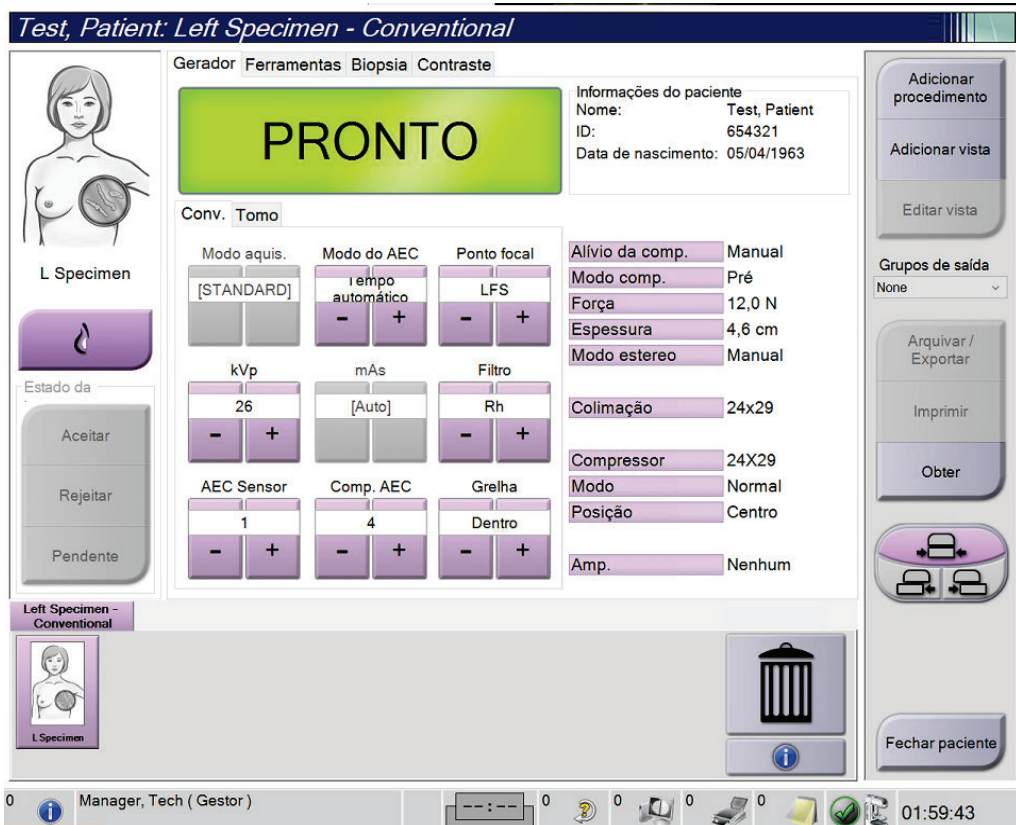 Test, Patient: Left Specimen - Conventional
Gerador Ferramentas Biopsia Contraste
PRONTO
Informações do paciente
Nome: Test, Patient
ID: 654321
Data de nascimento: 05/04/1963
L Specimen
Estado da
Aceitar
Rejeitar
Pendente
Conv. Tomo
Modo aquis. Modo do AEC Ponto focal
[STANDARD] Tempo automático LFS
- + - +
kVp mAs Filtro
26 [Auto] Rh
- + - +
AEC Sensor Comp. AEC Grelha
1 4 Dentro
- + - + - +
Alívio da comp. Manual
Modo comp. Pré
Força 12,0 N
Espessura 4,6 cm
Modo estereo Manual
Colimação 24x29
Compressor 24X29
Modo Normal
Posição Centro
Amp. Nenhum
Adicionar
procedimento
Adicionar vista
Editar vista
Grupos de saída
None
Arquivar /
Exportar
Imprimir
Obter
Left Specimen -
Conventional
L Specimen
Fechar paciente
0 Manager, Tech ( Gestor ) --:-- 0 0 0 0 01:59:43